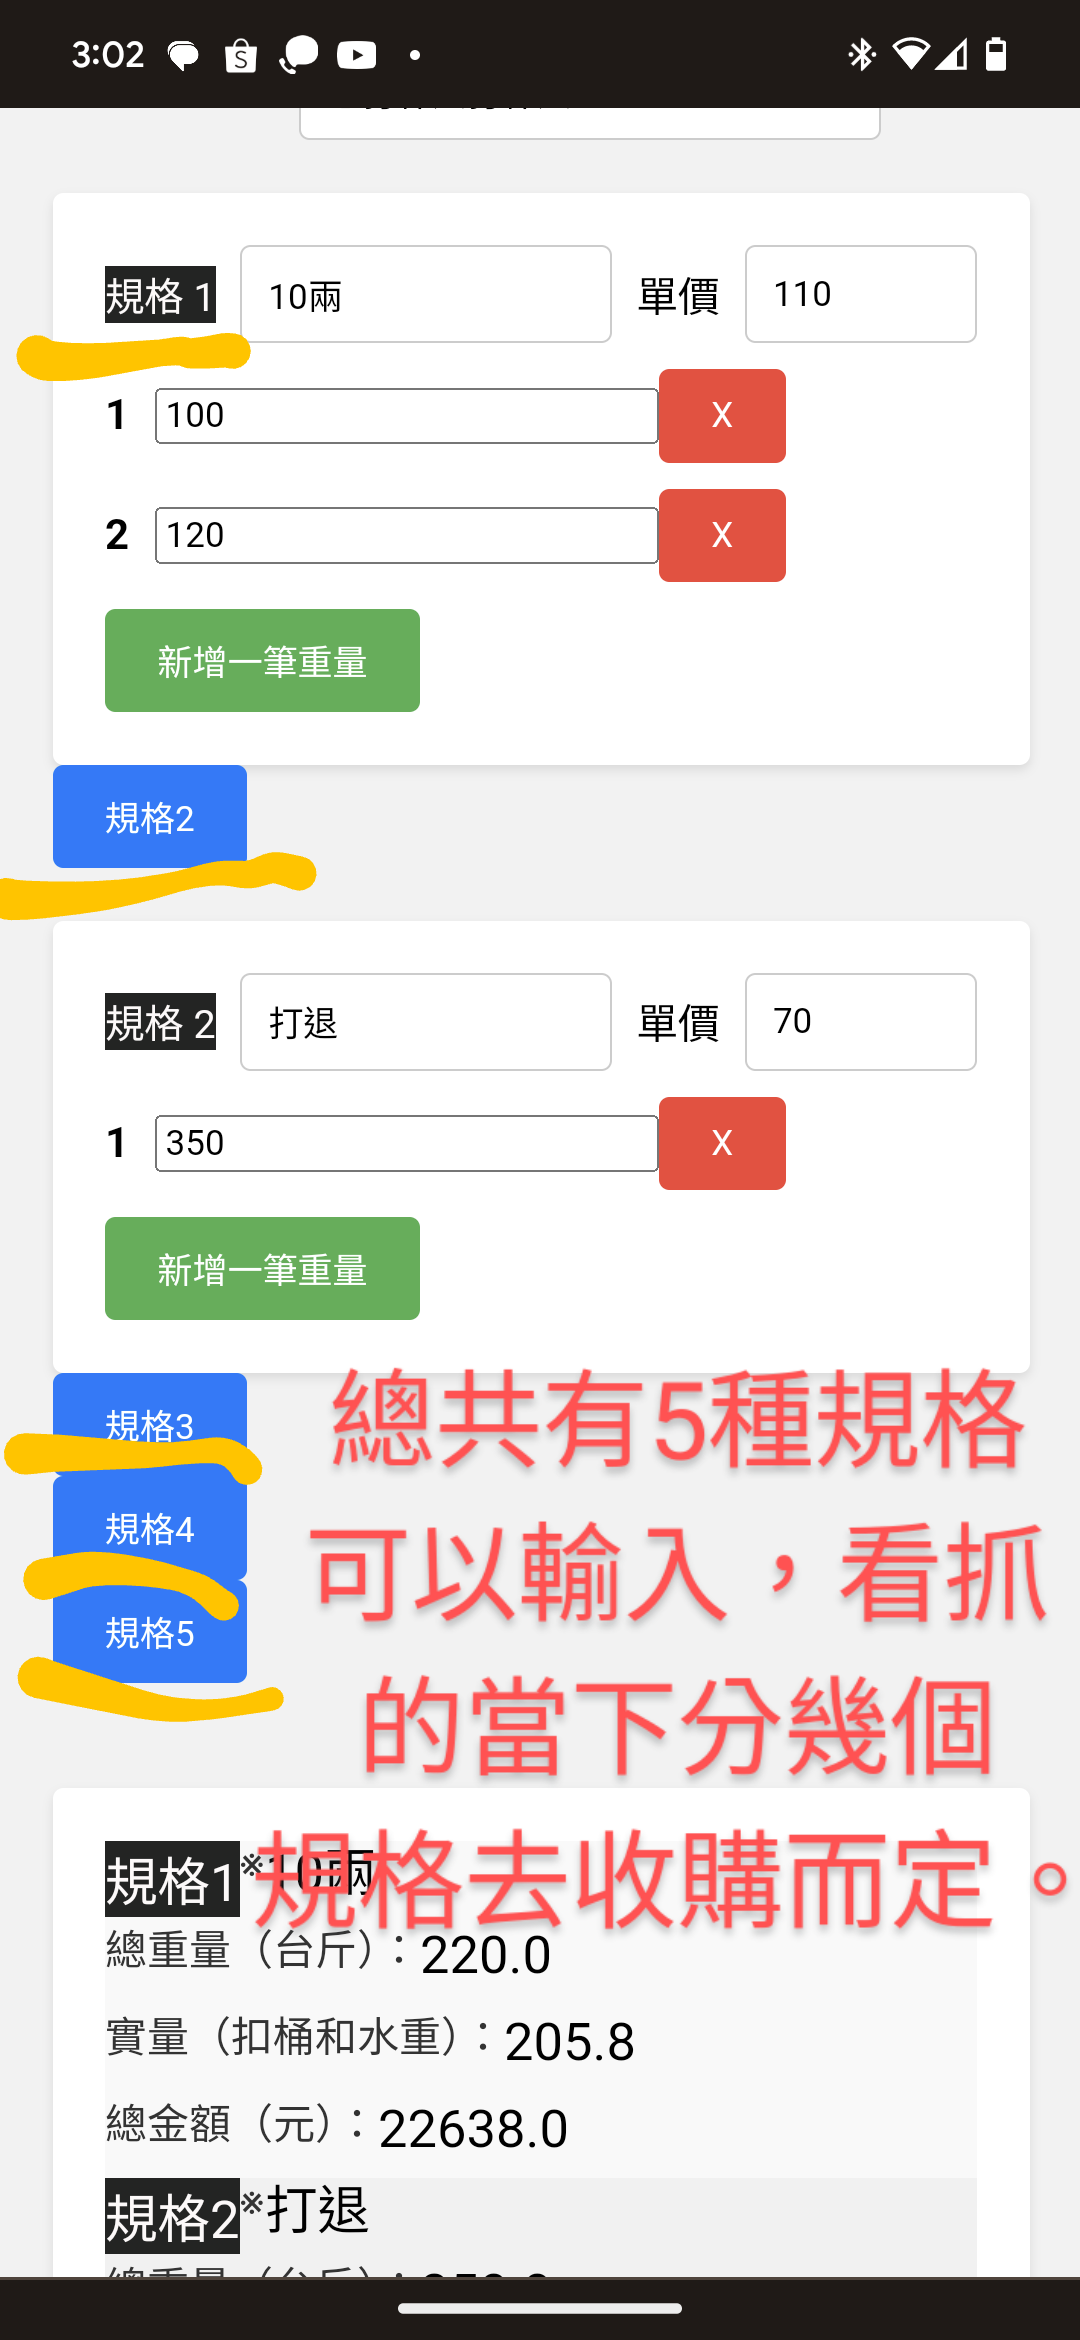 3:02
規格 1 10兩 單價 110
1 100 X
2 120 X
新增一筆重量
規格2
規格 2 打退 單價 70
1 350 X
新增一筆重量
規格3
規格4
規格5
總共有5種規格
可以輸入，看抓
的當下分幾個
規格去收購而定。
規格1※10兩
總重量（台斤）：220.0
實量（扣桶和水重）：205.8
總金額（元）：22638.0
規格2※打退